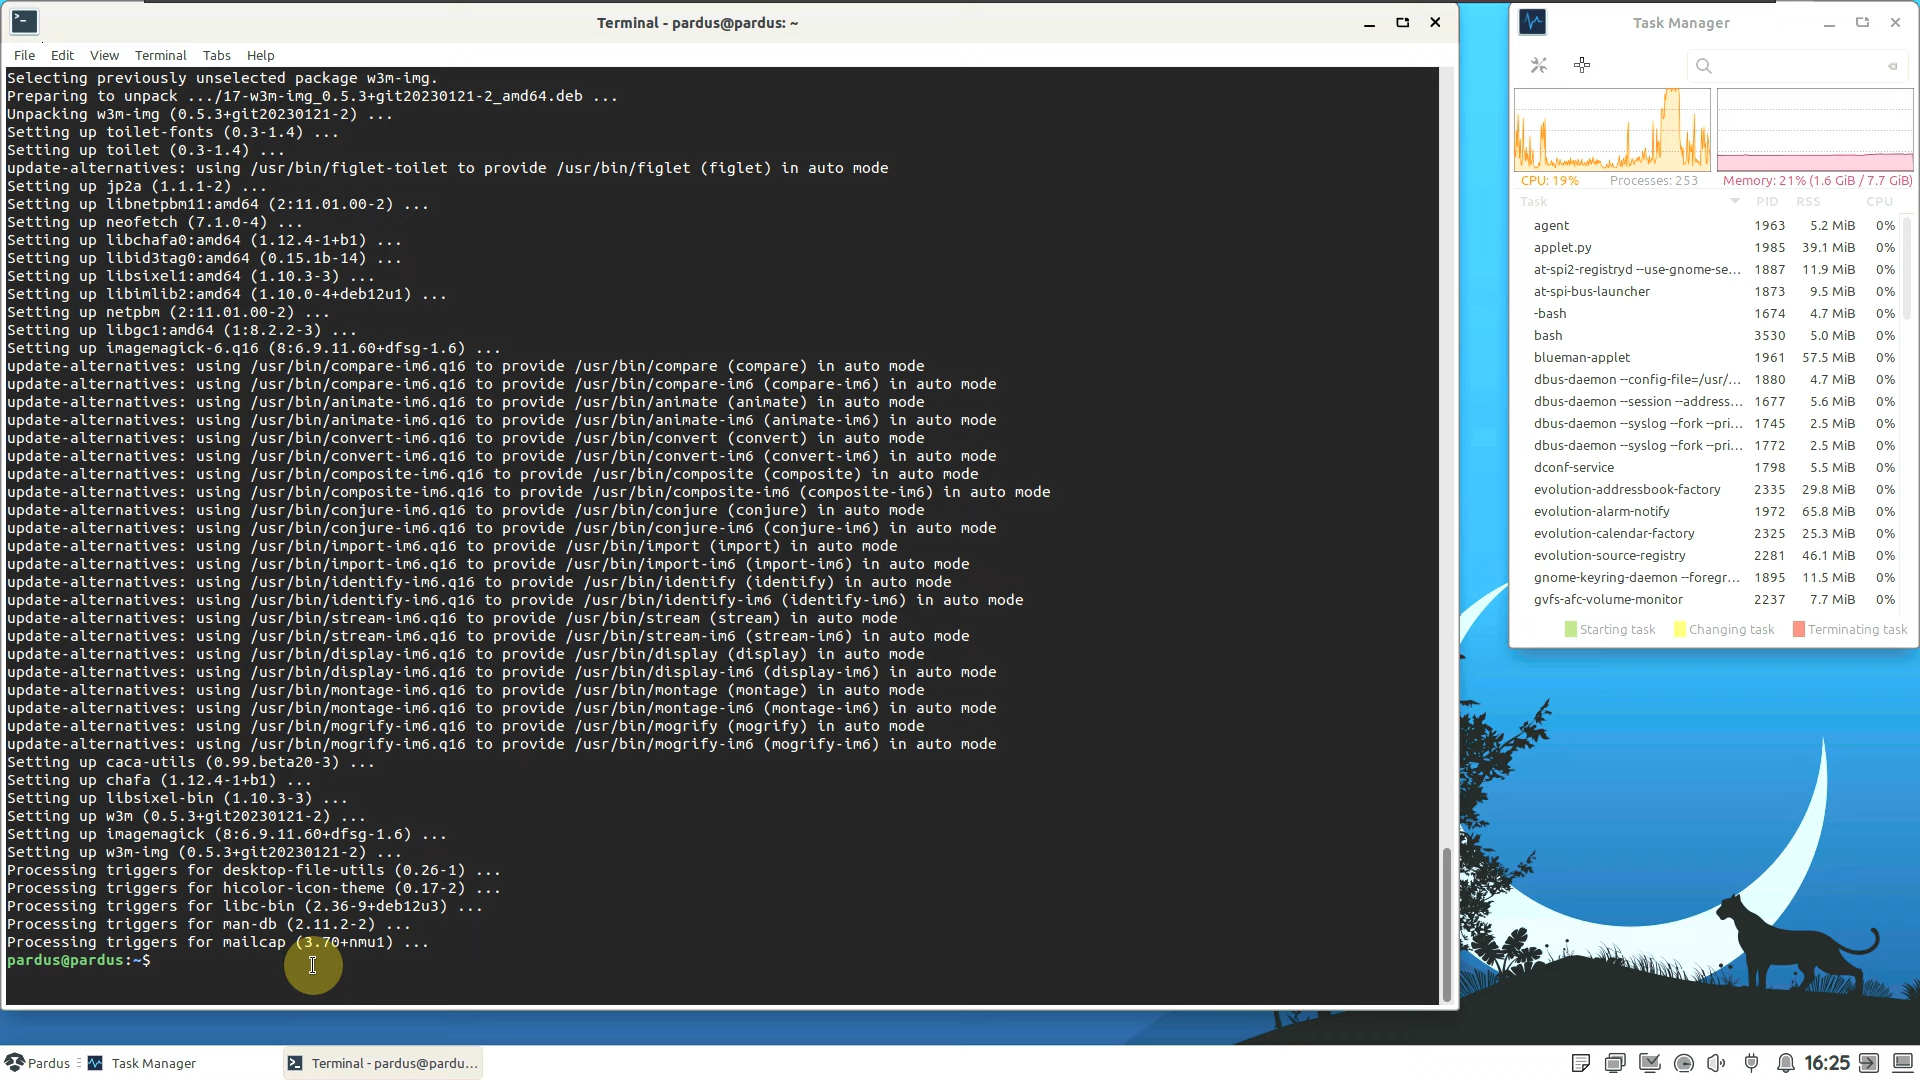 Terminal - pardus@pardus: ~
File Edit View Terminal Tabs Help
Selecting previously unselected package w3m-img.
Preparing to unpack .../17-w3m-img_0.5.3+git20230121-2_amd64.deb ...
Unpacking w3m-img (0.5.3+git20230121-2) ...
Setting up toilet-fonts (0.3-1.4) ...
Setting up toilet (0.3-1.4) ...
update-alternatives: using /usr/bin/figlet-toilet to provide /usr/bin/figlet (figlet) in auto mode
Setting up jp2a (1.1.1-2) ...
Setting up libnetpbm11:amd64 (2:11.01.00-2) ...
Setting up neofetch (7.1.0-4) ...
Setting up libchafa0:amd64 (1.12.4-1+b1) ...
Setting up libid3tag0:amd64 (0.15.1b-14) ...
Setting up libsixel1:amd64 (1.10.3-3) ...
Setting up libimlib2:amd64 (1.10.0-4+deb12u1) ...
Setting up netpbm (2:11.01.00-2) ...
Setting up libgc1:amd64 (1:8.2.2-3) ...
Setting up imagemagick-6.q16 (8:6.9.11.60+dfsg-1.6) ...
update-alternatives: using /usr/bin/compare-im6.q16 to provide /usr/bin/compare (compare) in auto mode
update-alternatives: using /usr/bin/compare-im6.q16 to provide /usr/bin/compare-im6 (compare-im6) in auto mode
update-alternatives: using /usr/bin/animate-im6.q16 to provide /usr/bin/animate (animate) in auto mode
update-alternatives: using /usr/bin/animate-im6.q16 to provide /usr/bin/animate-im6 (animate-im6) in auto mode
update-alternatives: using /usr/bin/convert-im6.q16 to provide /usr/bin/convert (convert) in auto mode
update-alternatives: using /usr/bin/convert-im6.q16 to provide /usr/bin/convert-im6 (convert-im6) in auto mode
update-alternatives: using /usr/bin/composite-im6.q16 to provide /usr/bin/composite (composite) in auto mode
update-alternatives: using /usr/bin/composite-im6.q16 to provide /usr/bin/composite-im6 (composite-im6) in auto mode
update-alternatives: using /usr/bin/conjure-im6.q16 to provide /usr/bin/conjure (conjure) in auto mode
update-alternatives: using /usr/bin/conjure-im6.q16 to provide /usr/bin/conjure-im6 (conjure-im6) in auto mode
update-alternatives: using /usr/bin/import-im6.q16 to provide /usr/bin/import (import) in auto mode
update-alternatives: using /usr/bin/import-im6.q16 to provide /usr/bin/import-im6 (import-im6) in auto mode
update-alternatives: using /usr/bin/identify-im6.q16 to provide /usr/bin/identify (identify) in auto mode
update-alternatives: using /usr/bin/identify-im6.q16 to provide /usr/bin/identify-im6 (identify-im6) in auto mode
update-alternatives: using /usr/bin/stream-im6.q16 to provide /usr/bin/stream (stream) in auto mode
update-alternatives: using /usr/bin/stream-im6.q16 to provide /usr/bin/stream-im6 (stream-im6) in auto mode
update-alternatives: using /usr/bin/display-im6.q16 to provide /usr/bin/display (display) in auto mode
update-alternatives: using /usr/bin/display-im6.q16 to provide /usr/bin/display-im6 (display-im6) in auto mode
update-alternatives: using /usr/bin/montage-im6.q16 to provide /usr/bin/montage (montage) in auto mode
update-alternatives: using /usr/bin/montage-im6.q16 to provide /usr/bin/montage-im6 (montage-im6) in auto mode
update-alternatives: using /usr/bin/mogrify-im6.q16 to provide /usr/bin/mogrify (mogrify) in auto mode
update-alternatives: using /usr/bin/mogrify-im6.q16 to provide /usr/bin/mogrify-im6 (mogrify-im6) in auto mode
Setting up caca-utils (0.99.beta20-3) ...
Setting up chafa (1.12.4-1+b1) ...
Setting up libsixel-bin (1.10.3-3) ...
Setting up w3m (0.5.3+git20230121-2) ...
Setting up imagemagick (8:6.9.11.60+dfsg-1.6) ...
Setting up w3m-img (0.5.3+git20230121-2) ...
Processing triggers for desktop-file-utils (0.26-1) ...
Processing triggers for hicolor-icon-theme (0.17-2) ...
Processing triggers for libc-bin (2.36-9+deb12u3) ...
Processing triggers for man-db (2.11.2-2) ...
Processing triggers for mailcap (3.70+nmu1) ...
pardus@pardus:~$
Task Manager
CPU: 19% Processes: 253 Memory: 21% (1.6 GiB / 7.7 GiB)
Task PID RSS CPU
agent 1963 5.2 MiB 0%
applet.py 1985 39.1 MiB 0%
at-spi2-registryd --use-gnome-se... 1887 11.9 MiB 0%
at-spi-bus-launcher 1873 9.5 MiB 0%
-bash 1674 4.7 MiB 0%
bash 3530 5.0 MiB 0%
blueman-applet 1961 57.5 MiB 0%
dbus-daemon --config-file=/usr/... 1880 4.7 MiB 0%
dbus-daemon --session --address... 1677 5.6 MiB 0%
dbus-daemon --syslog --fork --pri... 1745 2.5 MiB 0%
dbus-daemon --syslog --fork --pri... 1772 2.5 MiB 0%
dconf-service 1798 5.5 MiB 0%
evolution-addressbook-factory 2335 29.8 MiB 0%
evolution-alarm-notify 1972 65.8 MiB 0%
evolution-calendar-factory 2325 25.3 MiB 0%
evolution-source-registry 2281 46.1 MiB 0%
gnome-keyring-daemon --foregr... 1895 11.5 MiB 0%
gvfs-afc-volume-monitor 2237 7.7 MiB 0%
Starting task Changing task Terminating task
Pardus Task Manager Terminal - pardus@pardu... 16:25